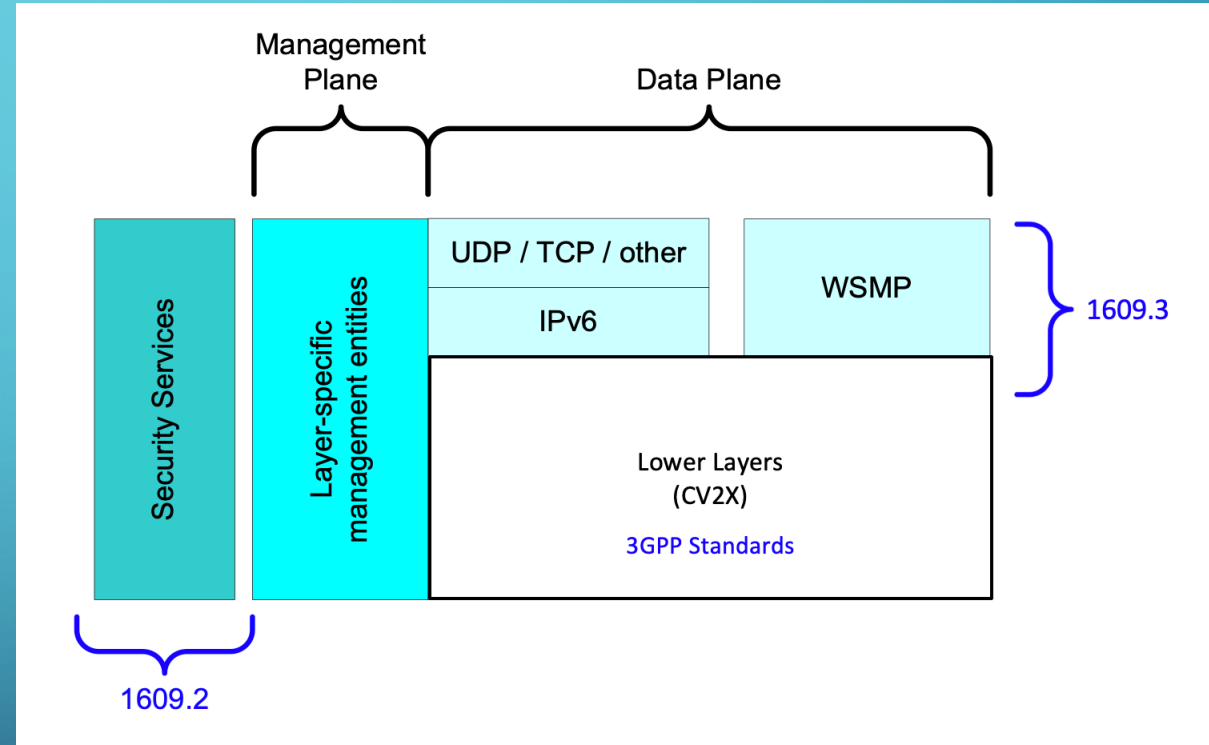 Management
Plane
Data Plane
Security Services
Layer-specific
management entities
UDP / TCP / other
IPv6
WSMP
1609.3
Lower Layers
(CV2X)
3GPP Standards
1609.2